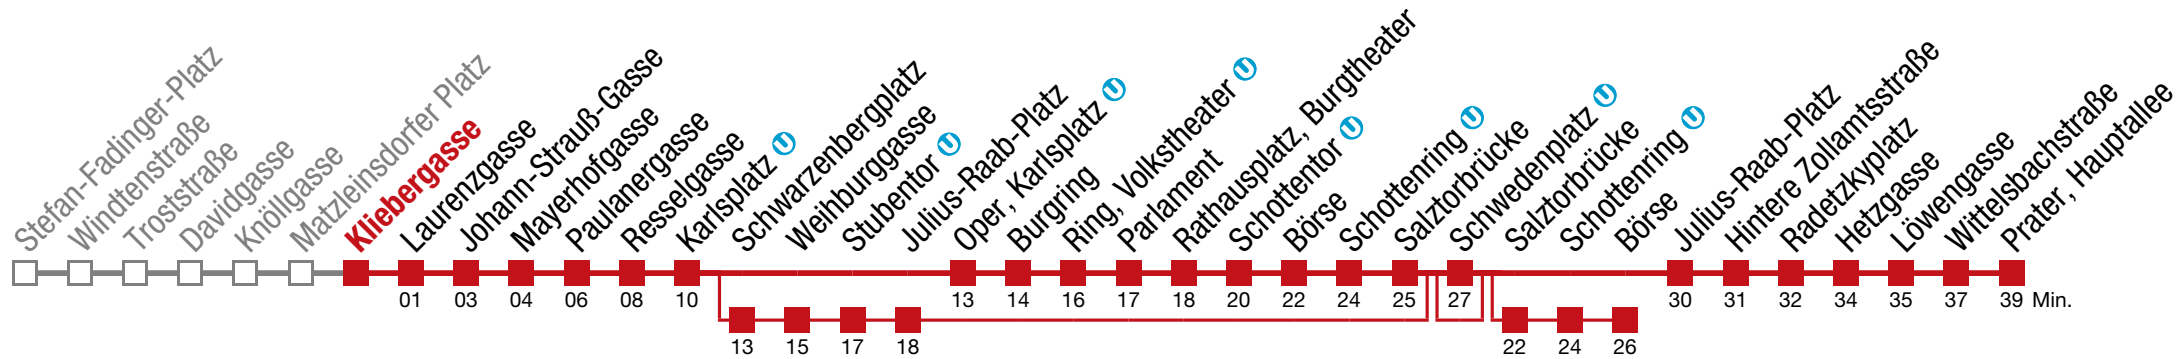 Stefan-Fadinger-Platz
Windtenstraße
Troststraße
Davidgasse
Knöllgasse
Matzleinsdorfer Platz
Kliebergasse
Laurenzgasse
Johann-Strauß-Gasse
Mayerhofgasse
Paulanergasse
Resselgasse
Karlsplatz U
Schwarzenbergplatz
Weihburggasse
Stubentor U
Julius-Raab-Platz
Oper, Karlsplatz U
Burgring
Ring, Volkstheater U
Parlament
Rathausplatz, Burgtheater
Schottentor U
Börse
Schottenring U
Salztorbrücke
Schwedenplatz U
Salztorbrücke
Schottenring U
Börse
Julius-Raab-Platz
Hintere Zollamtsstraße
Radetzkyplatz
Hetzgasse
Löwengasse
Wittelsbachstraße
Prater, Hauptallee
01 03 04 06 08 10 13 14 16 17 18 20 22 24 25 27 30 31 32 34 35 37 39 Min.
13 15 17 18 22 24 26